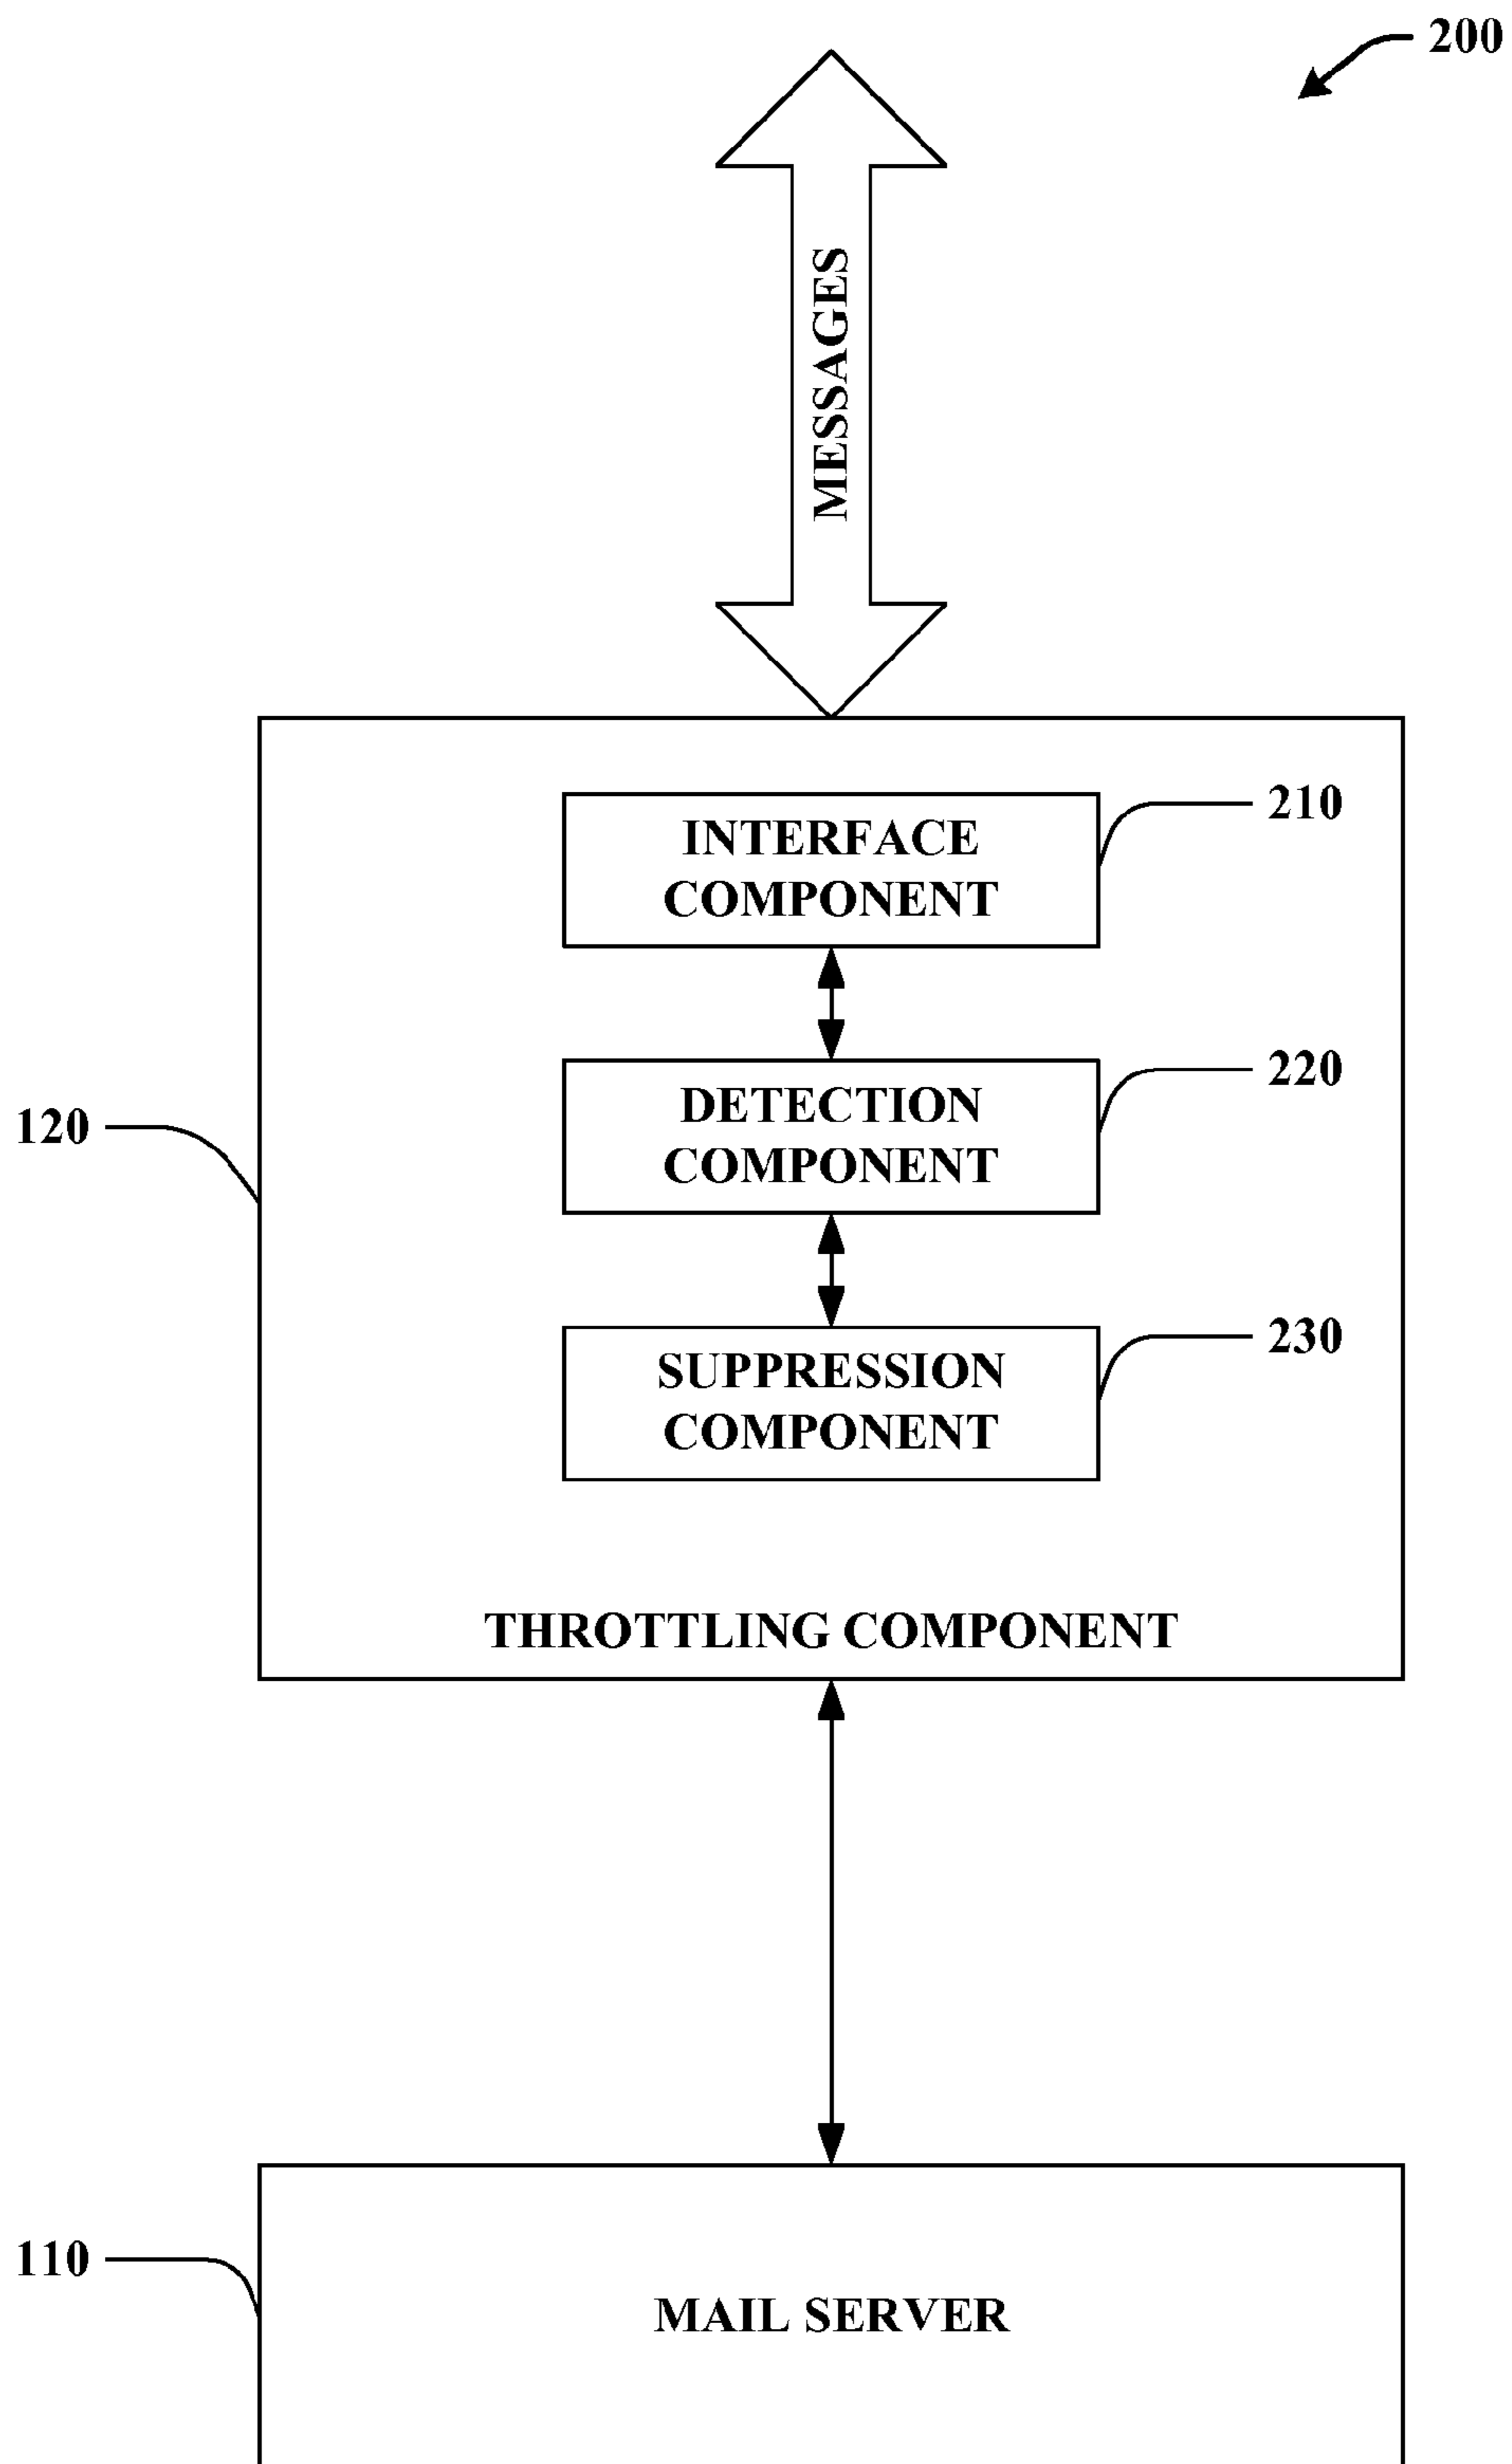 200
MESSAGES
INTERFACE
COMPONENT
210
DETECTION
COMPONENT
220
120
SUPPRESSION
COMPONENT
230
THROTTLING COMPONENT
110
MAIL SERVER